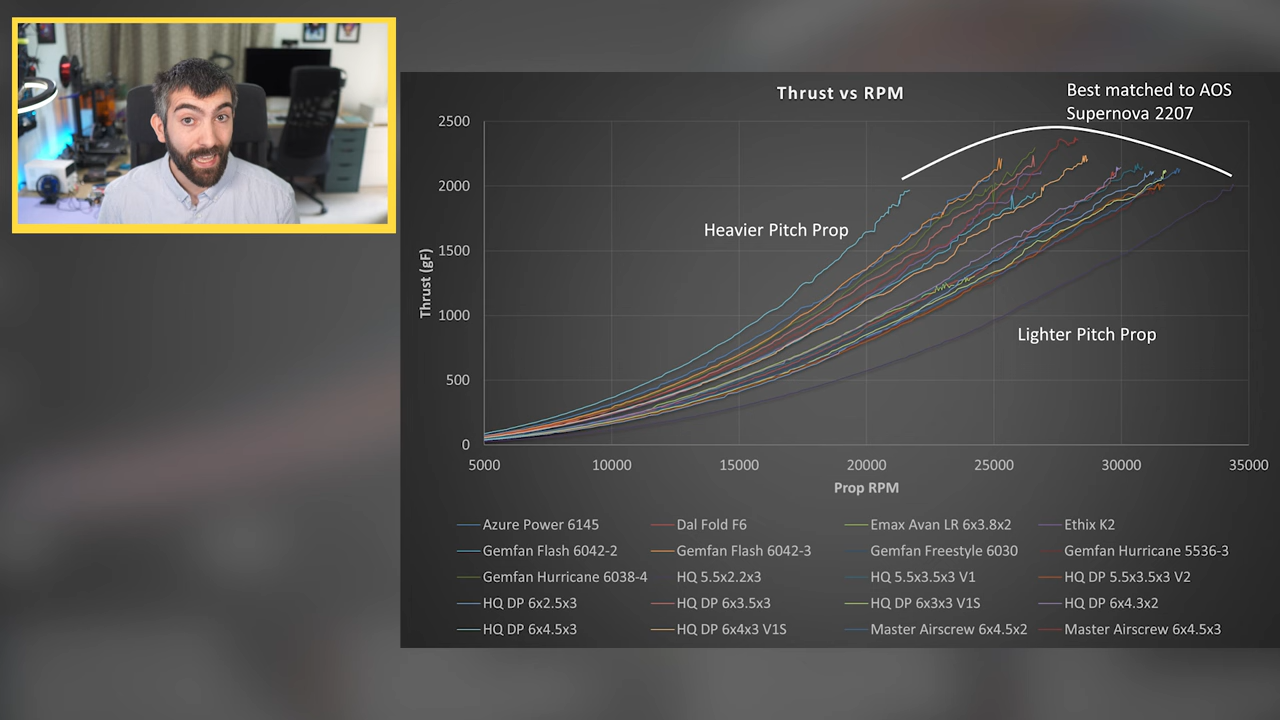 Thrust vs RPM
Best matched to AOS
Supernova 2207
Heavier Pitch Prop
Lighter Pitch Prop
Thrust (gF)
2500
2000
1500
1000
500
0
5000 10000 15000 20000 25000 30000 35000
Prop RPM
Azure Power 6145 Dal Fold F6 Emax Avan LR 6x3.8x2 Ethix K2
Gemfan Flash 6042-2 Gemfan Flash 6042-3 Gemfan Freestyle 6030 Gemfan Hurricane 5536-3
Gemfan Hurricane 6038-4 HQ 5.5x2.2x3 HQ 5.5x3.5x3 V1 HQ DP 5.5x3.5x3 V2
HQ DP 6x2.5x3 HQ DP 6x3.5x3 HQ DP 6x3x3 V1S HQ DP 6x4.3x2
HQ DP 6x4.5x3 HQ DP 6x4x3 V1S Master Airscrew 6x4.5x2 Master Airscrew 6x4.5x3